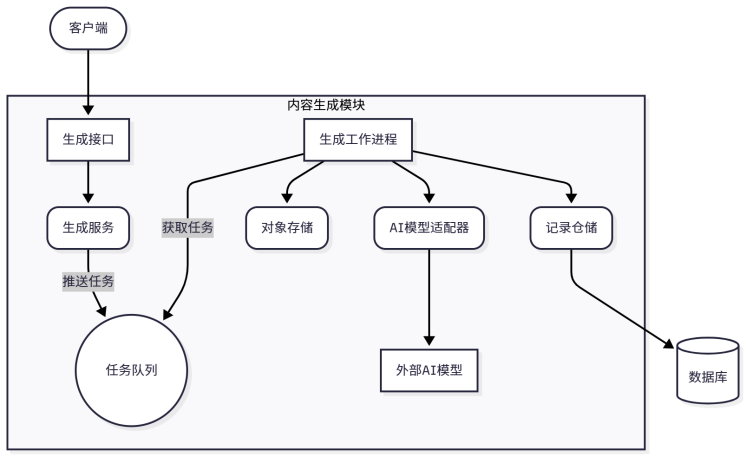 客户端
内容生成模块
生成接口
生成工作进程
生成服务
获取任务
对象存储
AI模型适配器
记录仓储
推送任务
任务队列
外部AI模型
数据库